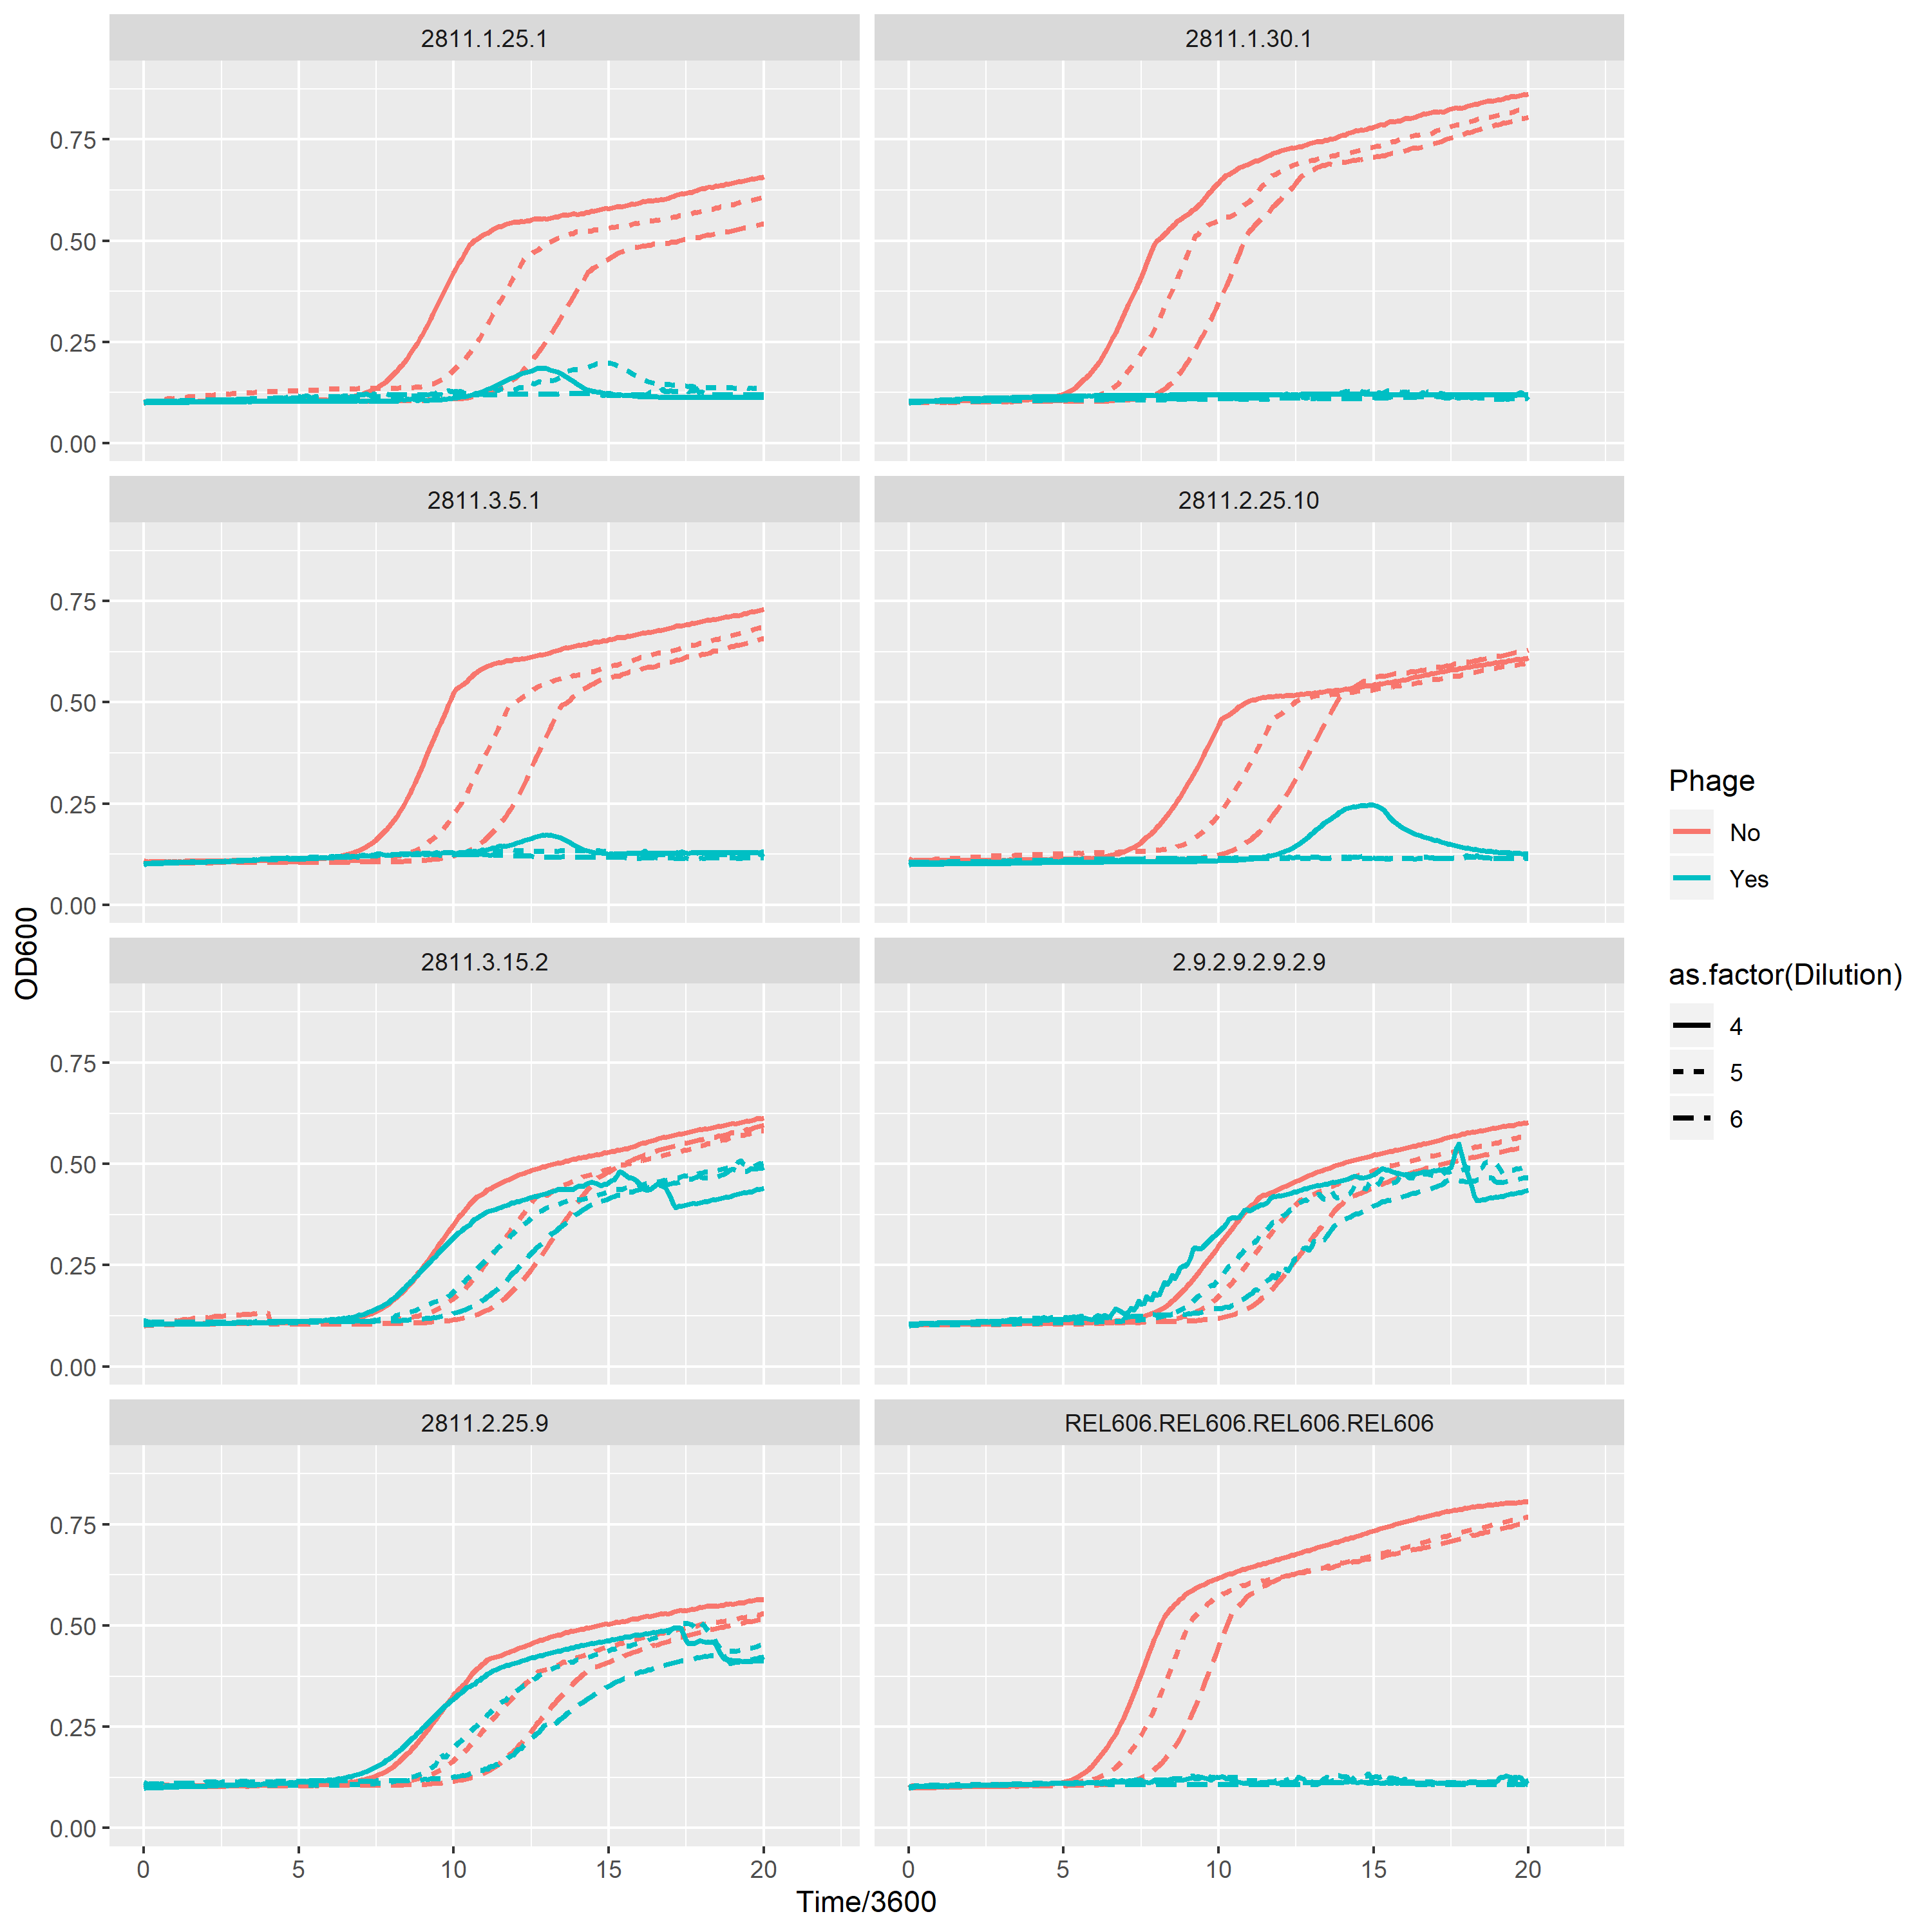 2811.1.25.1
2811.1.30.1
0.75
0.50
0.25
0.00
2811.3.5.1
2811.2.25.10
0.75
0.50
0.25
0.00
2811.3.15.2
2.9.2.9.2.9.2.9
0.75
0.50
0.25
0.00
2811.2.25.9
REL606.REL606.REL606.REL606
0.75
0.50
0.25
0.00
0 5 10 15 20
0 5 10 15 20
Time/3600
OD600
Phage
No
Yes
as.factor(Dilution)
4
5
6